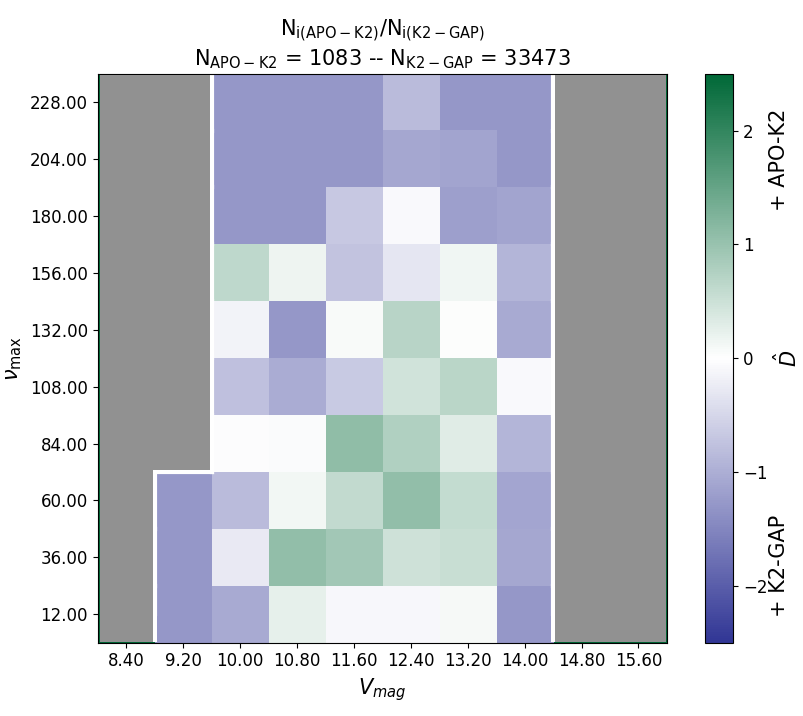 N_i(APO−K2)/N_i(K2−GAP)
N_APO−K2 = 1083 -- N_K2−GAP = 33473
228.00
204.00
180.00
156.00
132.00
108.00
84.00
60.00
36.00
12.00
ν_max
8.40 9.20 10.00 10.80 11.60 12.40 13.20 14.00 14.80 15.60
V_mag
2
1
0
−1
−2
+ APO-K2
D̂
+ K2-GAP